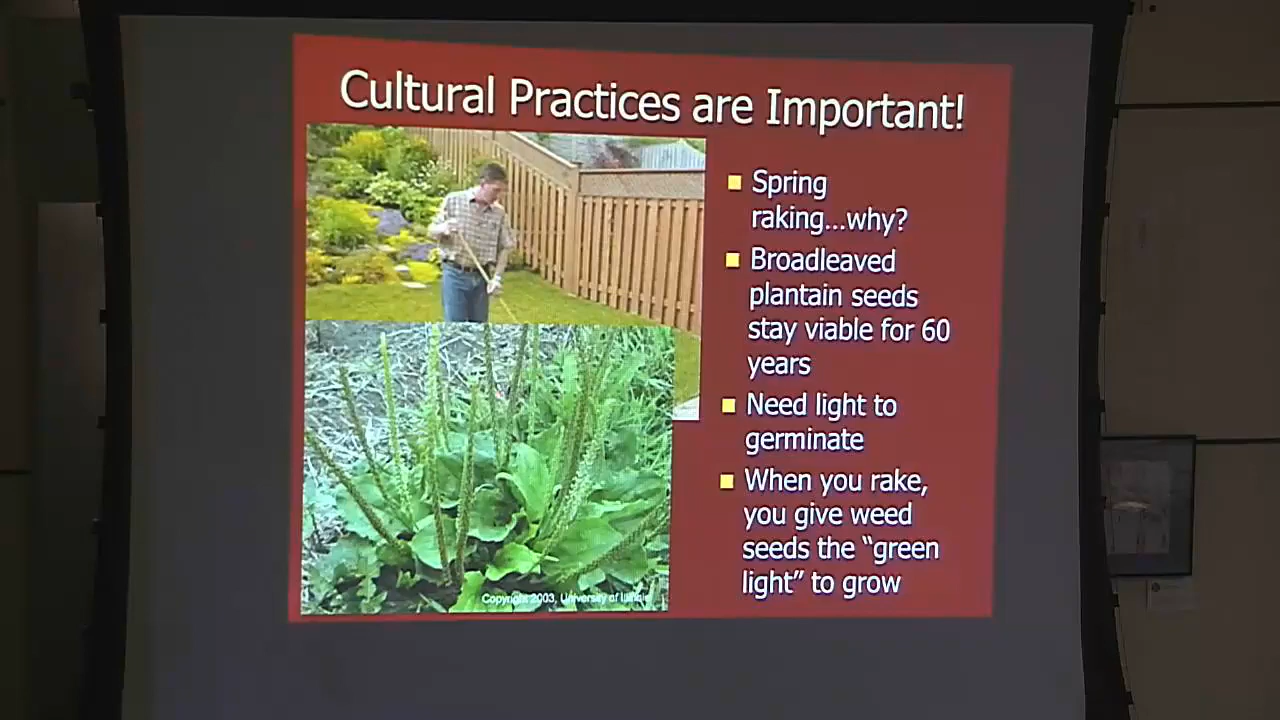 Cultural Practices are Important!
Spring
raking...why?
Broadleaved
plantain seeds
stay viable for 60
years
Need light to
germinate
When you rake,
you give weed
seeds the “green
light” to grow
Copyright 2003, University of Illinois